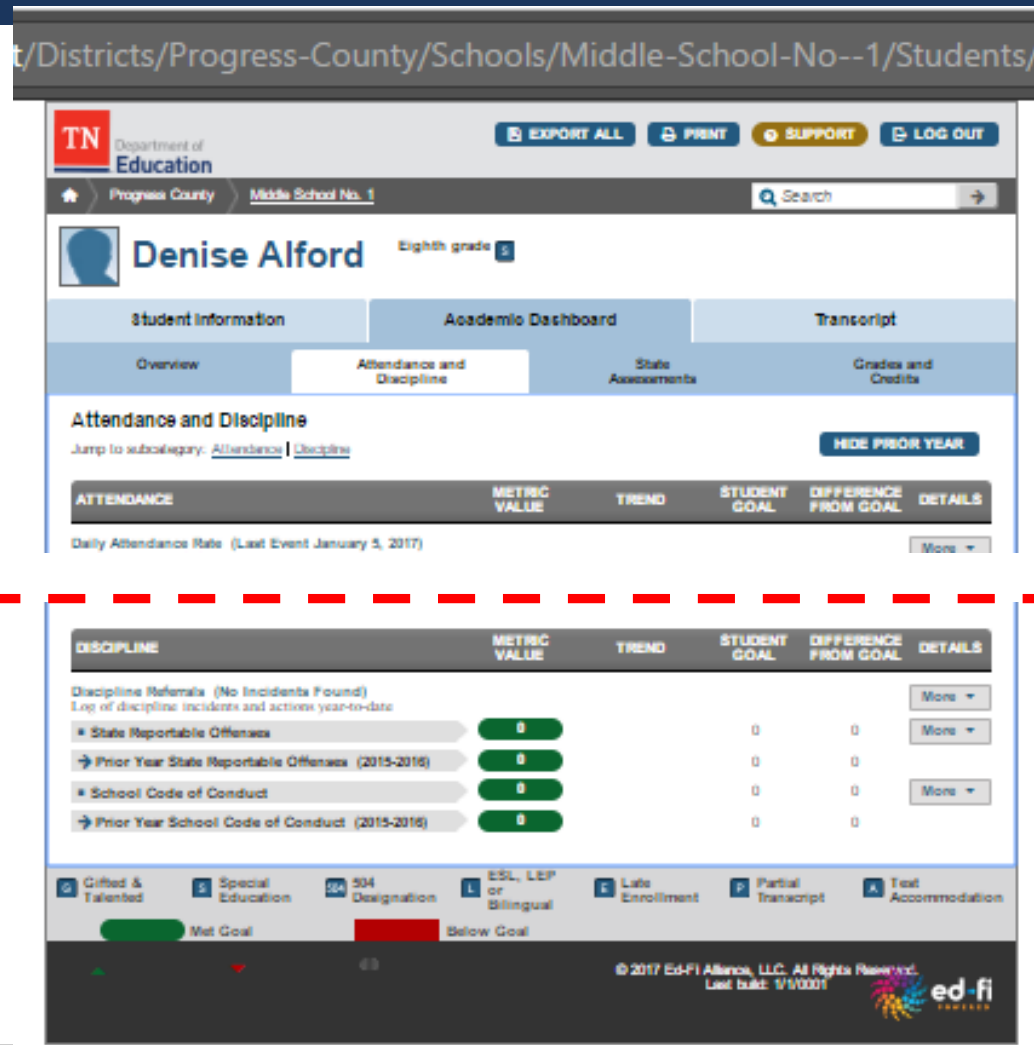 t/Districts/Progress-County/Schools/Middle-School-No--1/Students/
TN Department of
Education
EXPORT ALL PRINT SUPPORT LOG OUT
Progress County Middle School No. 1 Search
Denise Alford Eighth grade S
Student Information Academic Dashboard Transcript
Overview Attendance and Discipline State Assessments Grades and Credits
Attendance and Discipline
Jump to subcategory: Attendance | Discipline HIDE PRIOR YEAR
ATTENDANCE METRIC VALUE TREND STUDENT GOAL DIFFERENCE FROM GOAL DETAILS
Daily Attendance Rate (Last Event January 5, 2017) More
DISCIPLINE METRIC VALUE TREND STUDENT GOAL DIFFERENCE FROM GOAL DETAILS
Discipline Referrals (No Incidents Found) More
Log of discipline incidents and actions year-to-date
State Reportable Offenses 0 0 0 More
Prior Year State Reportable Offenses (2015-2016) 0 0 0
School Code of Conduct 0 0 0 More
Prior Year School Code of Conduct (2015-2016) 0 0 0
G Gifted & Talented S Special Education 504 504 Designation L ESL, LEP or Bilingual E Late Enrollment P Partial Transcript A Test Accommodation
Met Goal Below Goal
© 2017 Ed-Fi Alliance, LLC. All Rights Reserved.
Last build: 1/1/0001
ed-fi
POWERED